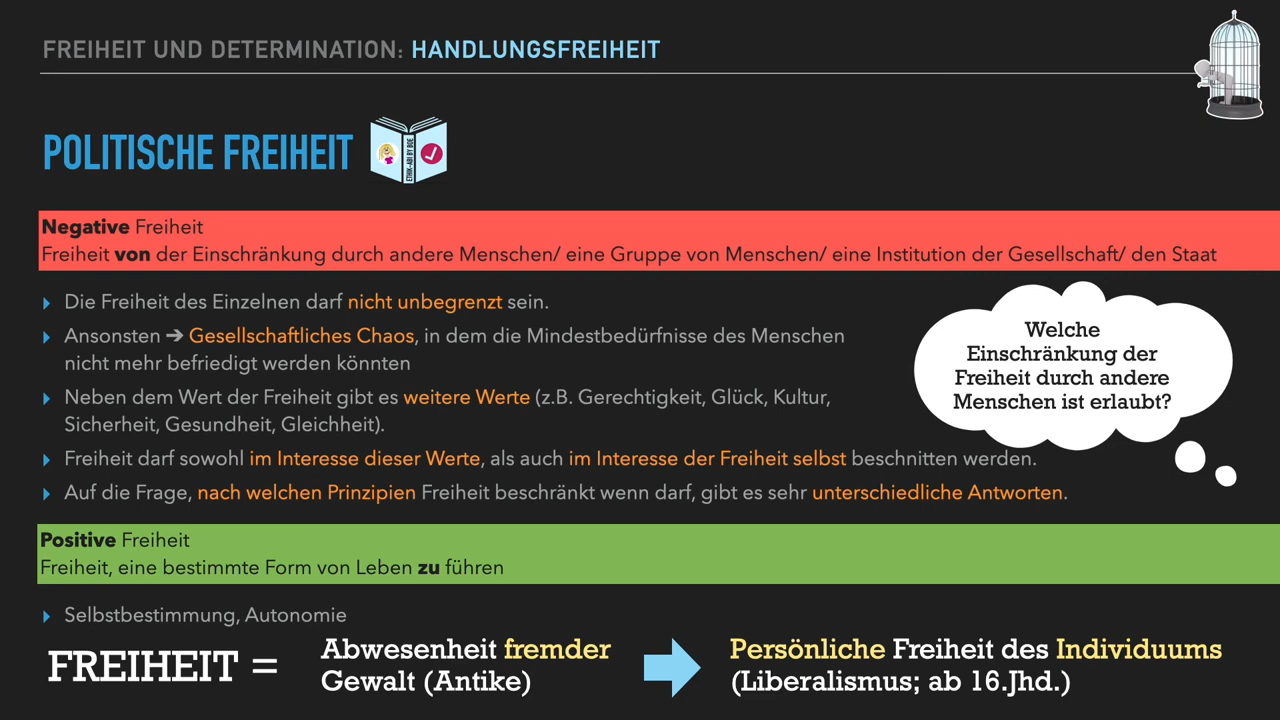 FREIHEIT UND DETERMINATION: HANDLUNGSFREIHEIT
POLITISCHE FREIHEIT
ETHIK-ABI BY BOE
Negative Freiheit
Freiheit von der Einschränkung durch andere Menschen/ eine Gruppe von Menschen/ eine Institution der Gesellschaft/ den Staat
Die Freiheit des Einzelnen darf nicht unbegrenzt sein.
Ansonsten ➔ Gesellschaftliches Chaos, in dem die Mindestbedürfnisse des Menschen
nicht mehr befriedigt werden könnten
Neben dem Wert der Freiheit gibt es weitere Werte (z.B. Gerechtigkeit, Glück, Kultur,
Sicherheit, Gesundheit, Gleichheit).
Freiheit darf sowohl im Interesse dieser Werte, als auch im Interesse der Freiheit selbst beschnitten werden.
Auf die Frage, nach welchen Prinzipien Freiheit beschränkt wenn darf, gibt es sehr unterschiedliche Antworten.
Welche
Einschränkung der
Freiheit durch andere
Menschen ist erlaubt?
Positive Freiheit
Freiheit, eine bestimmte Form von Leben zu führen
Selbstbestimmung, Autonomie
FREIHEIT =
Abwesenheit fremder
Gewalt (Antike)
Persönliche Freiheit des Individuums
(Liberalismus; ab 16.Jhd.)